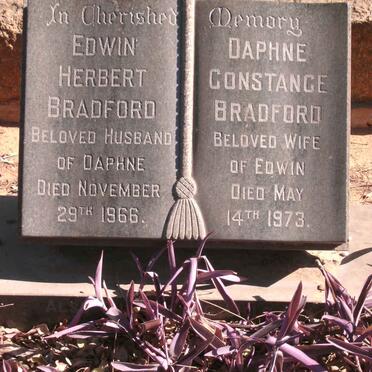 In Cherished Memory
EDWIN
HERBERT
BRADFORD
BELOVED HUSBAND
OF DAPHNE
DIED NOVEMBER
29TH 1966.
DAPHNE
CONSTANCE
BRADFORD
BELOVED WIFE
OF EDWIN
DIED MAY
14TH 1973.